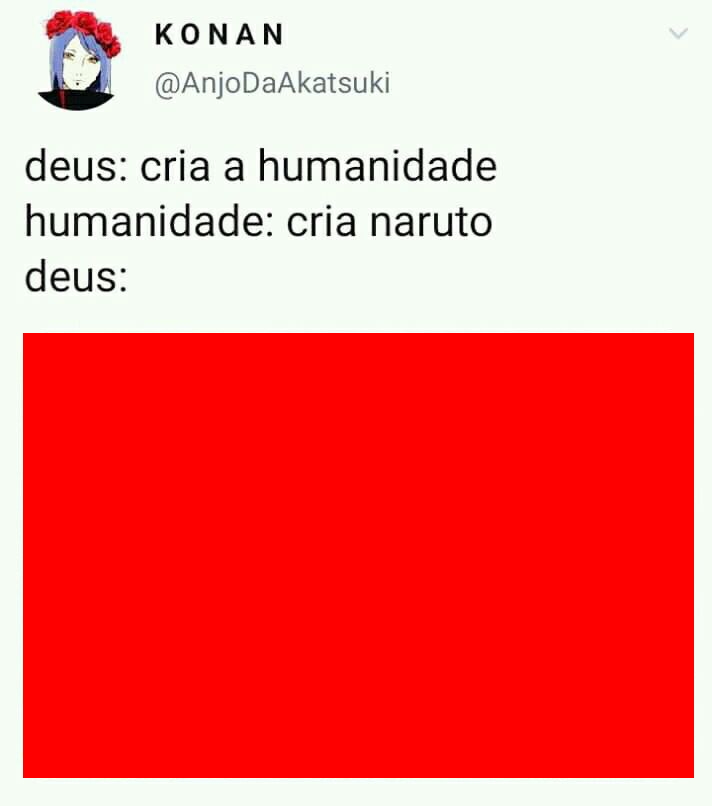 KONAN
@AnjoDaAkatsuki
deus: cria a humanidade
humanidade: cria naruto
deus: